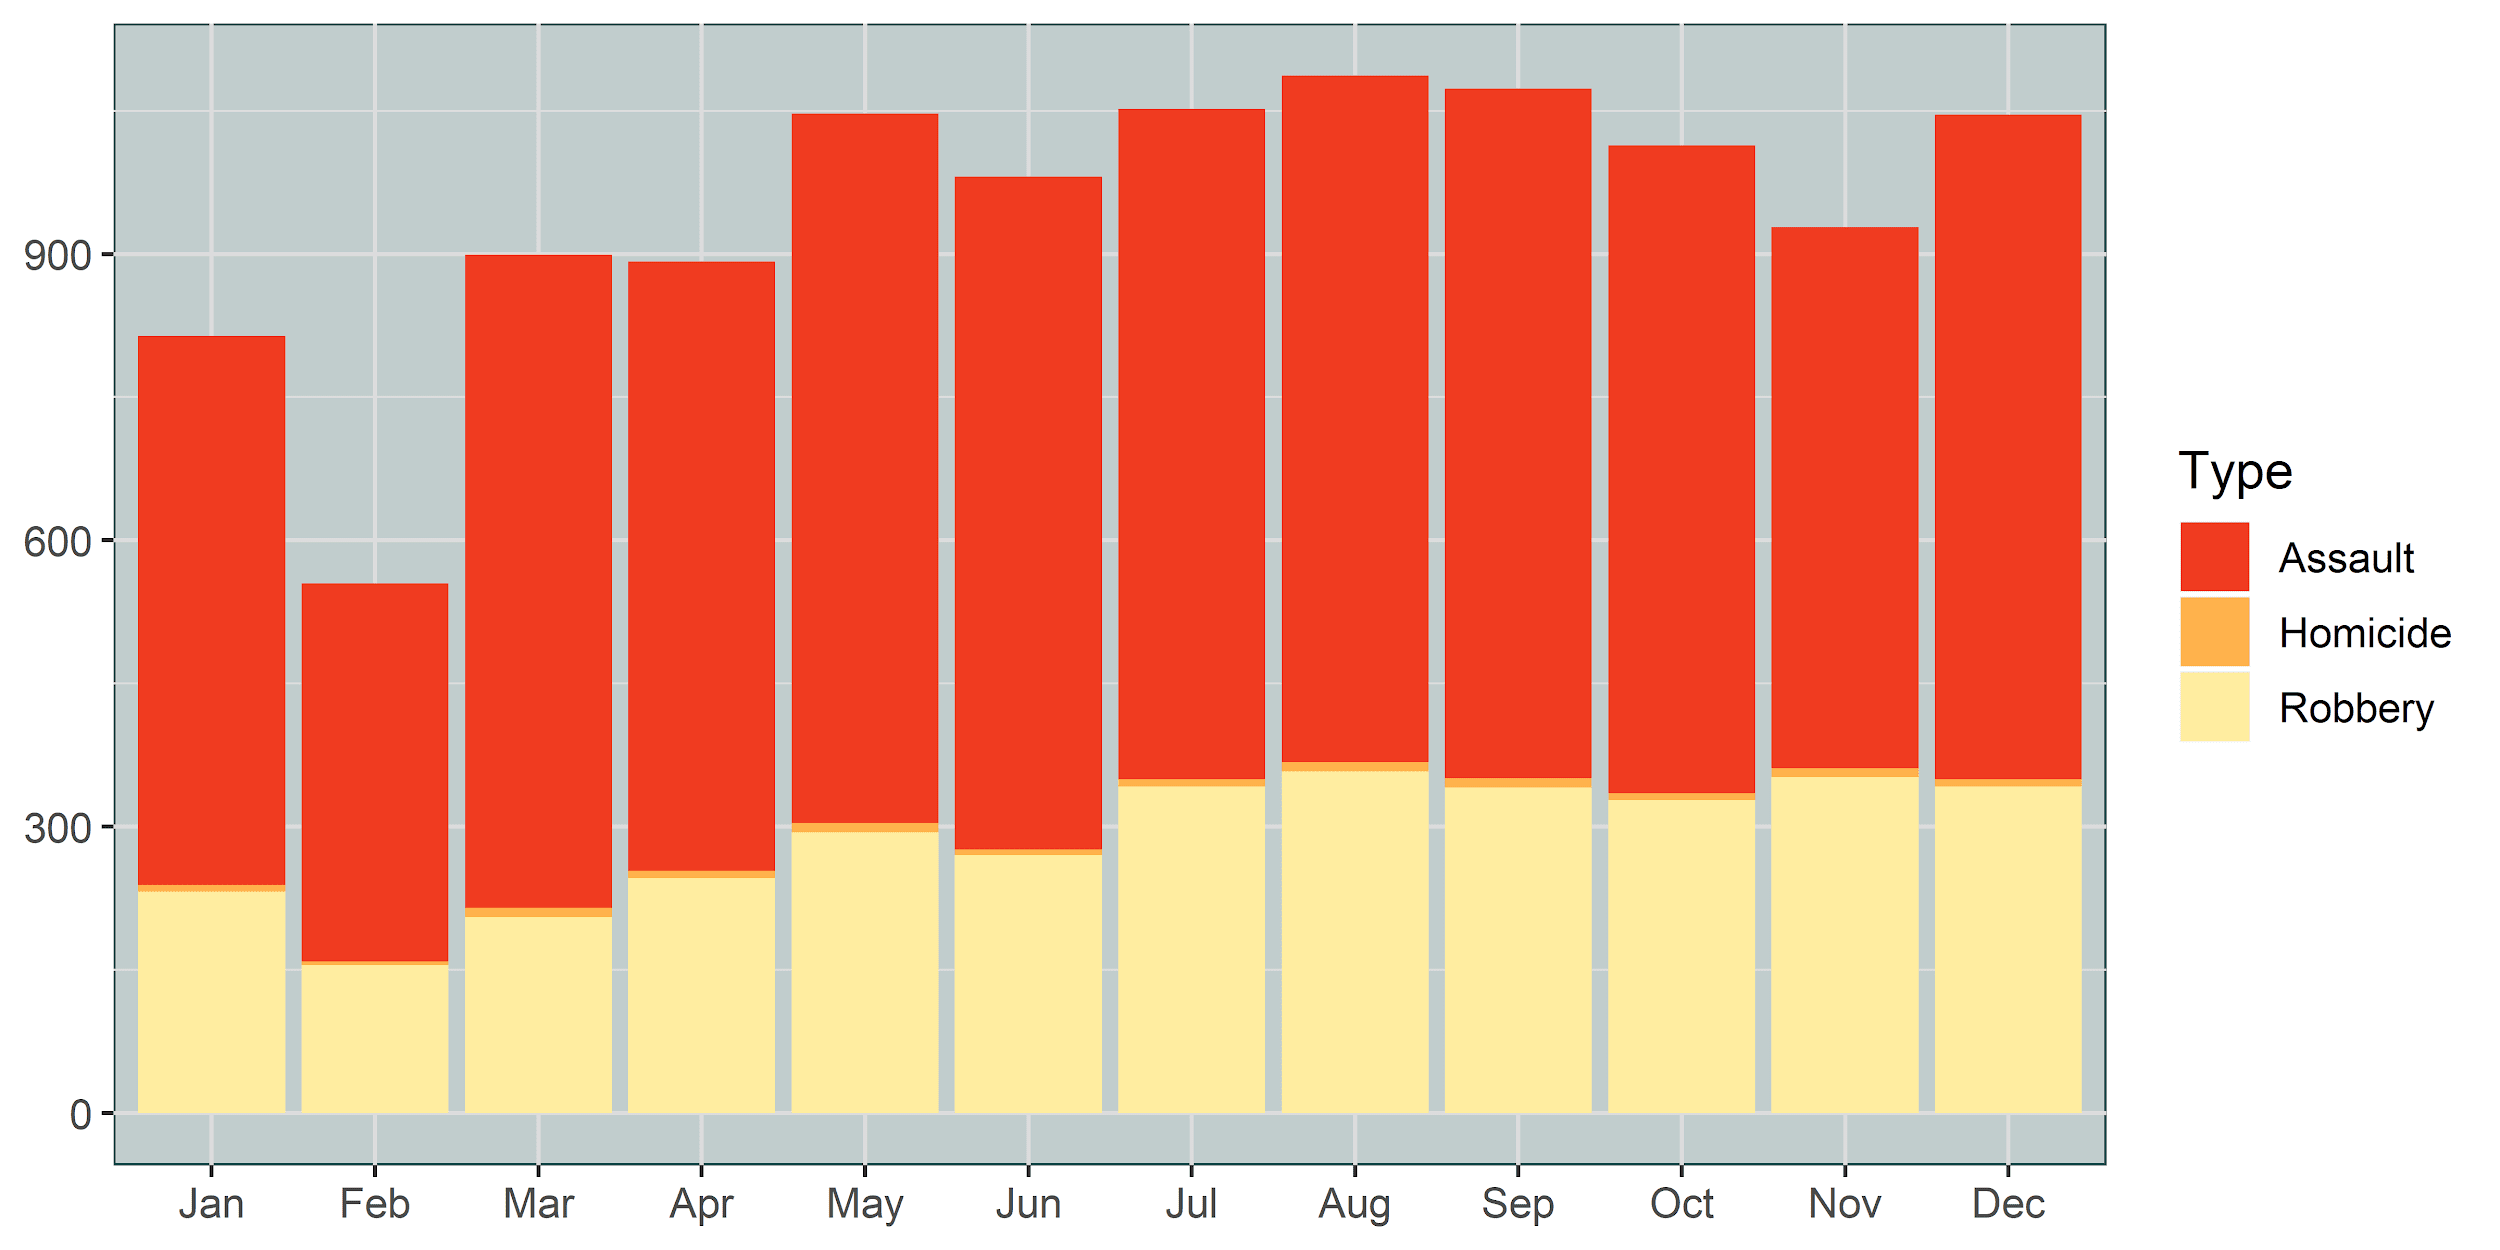 900
600
300
0
Jan Feb Mar Apr May Jun Jul Aug Sep Oct Nov Dec
Type
Assault
Homicide
Robbery